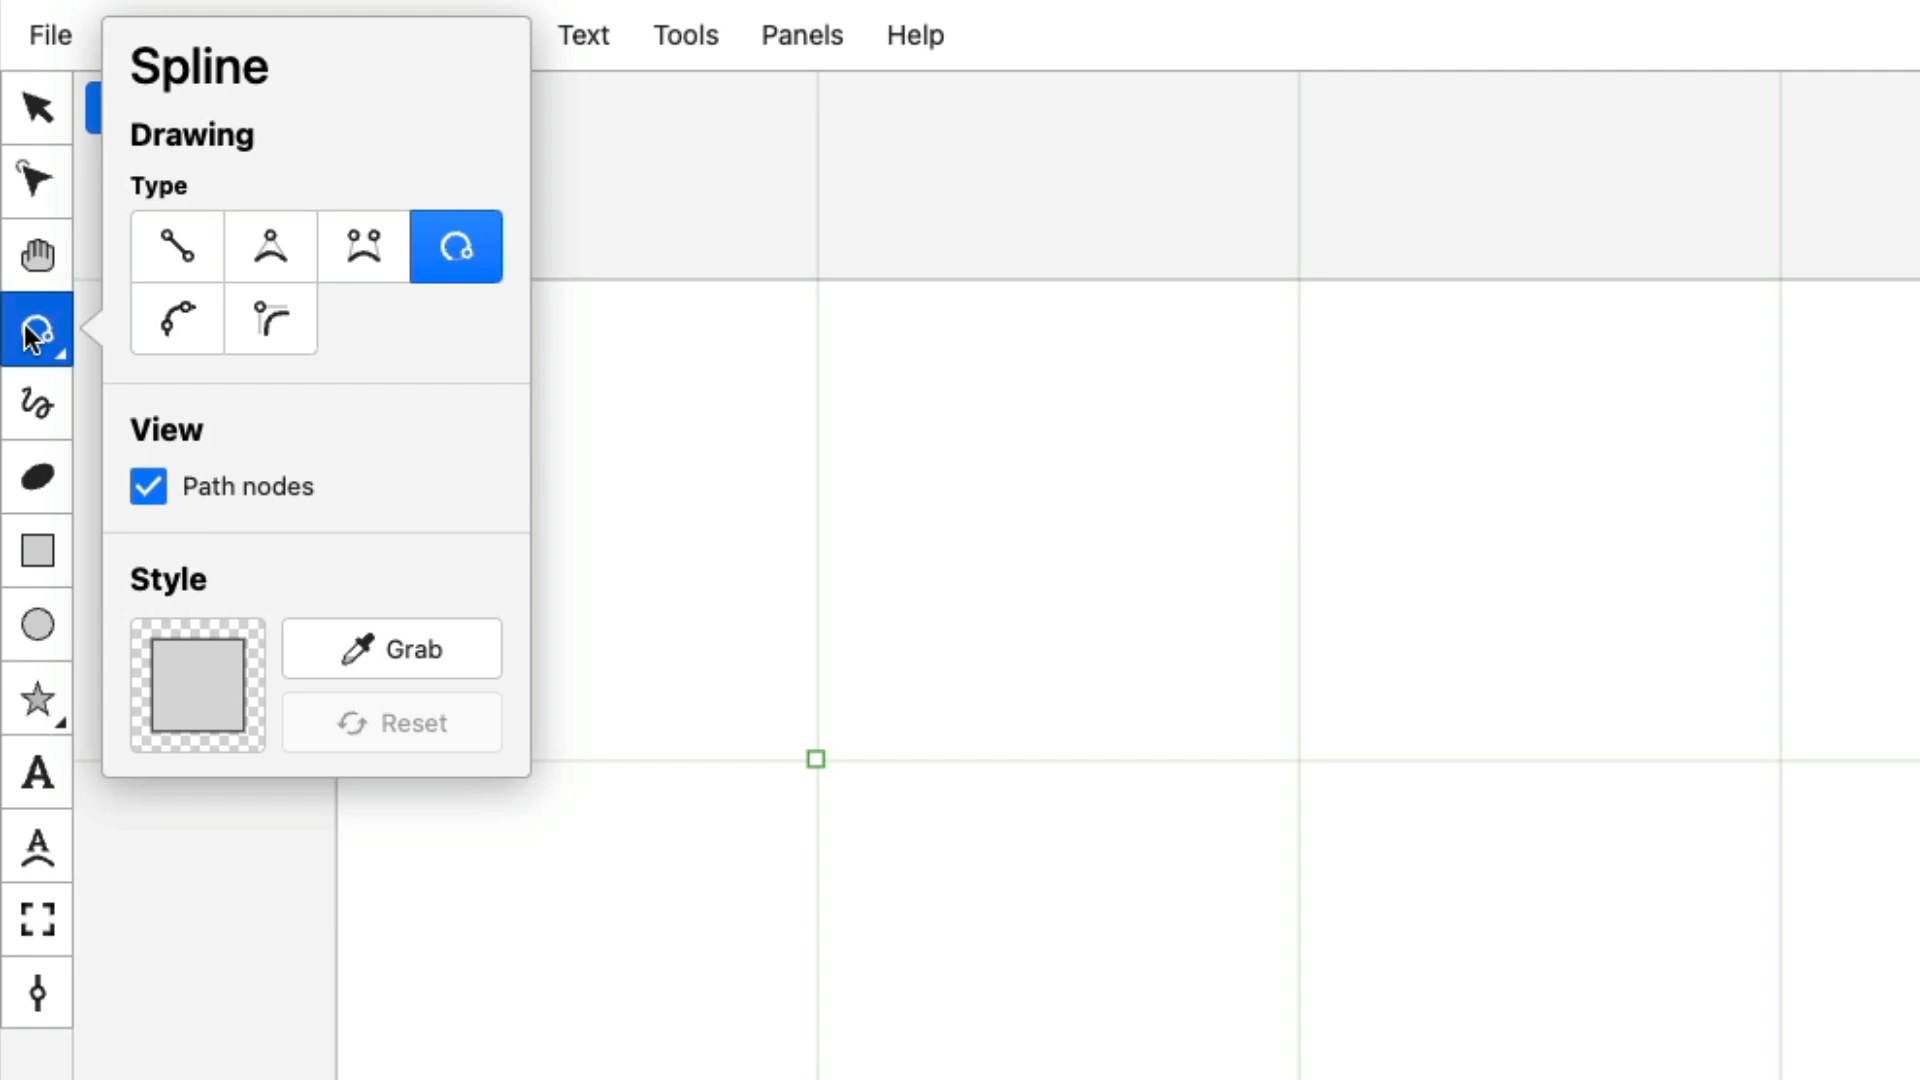 File Text Tools Panels Help
Spline
Drawing
Type
View
Path nodes
Style
Grab
Reset
A
A